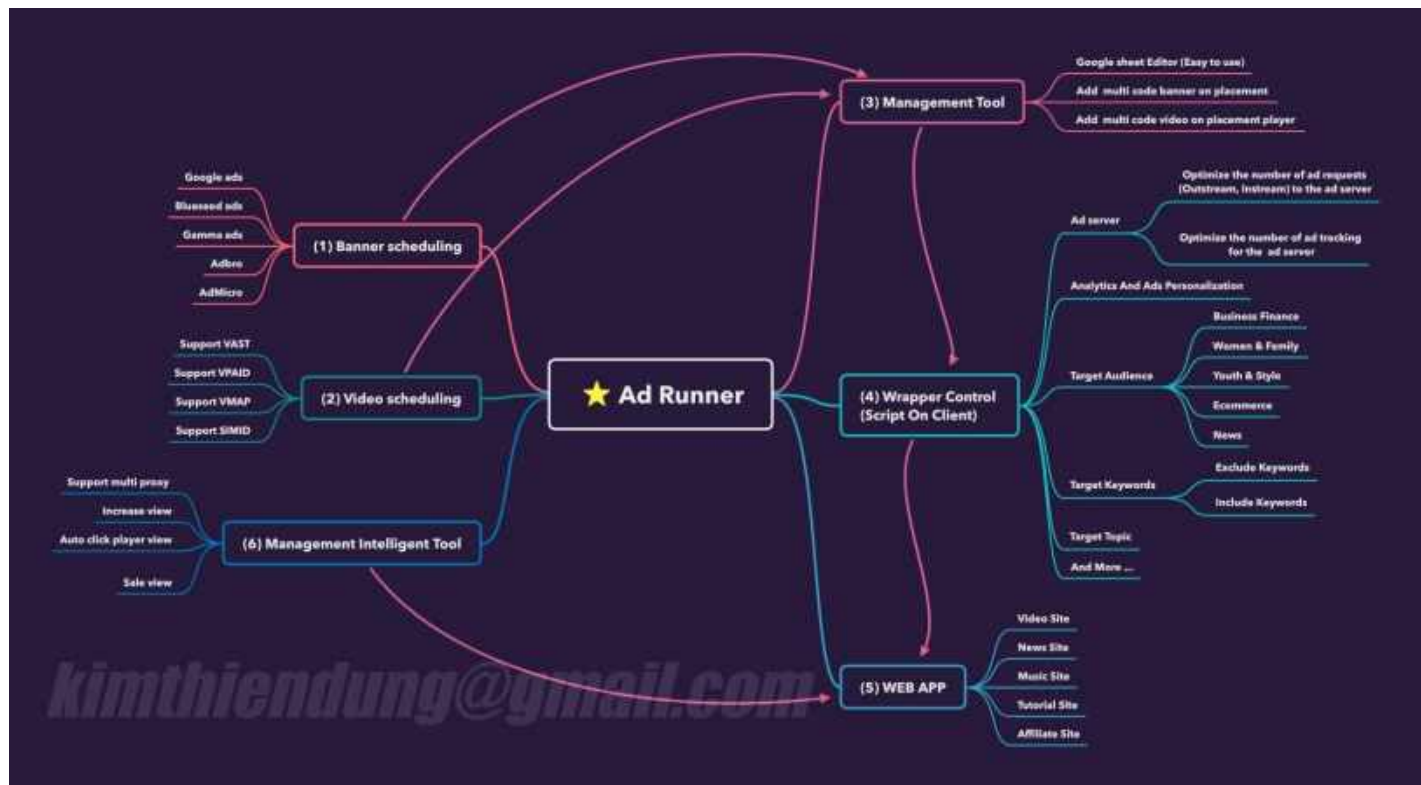 (3) Management Tool
Google sheet Editor (Easy to use)
Add multi code banner on placement
Add multi code video on placement player
Google ads
Blueseed ads
Gamma ads
Adbro
AdMicro
(1) Banner scheduling
Support VAST
Support VPAID
Support VMAP
Support SIMID
(2) Video scheduling
Support multi proxy
Increase view
Auto click player view
Sale view
(6) Management Intelligent Tool
Ad Runner
(4) Wrapper Control
(Script On Client)
Ad server
Optimize the number of ad requests
(Outstream, Instream) to the ad server
Optimize the number of ad tracking
for the ad server
Analytics And Ads Personalization
Target Audience
Business Finance
Women & Family
Youth & Style
Ecommerce
News
Target Keywords
Exclude Keywords
Include Keywords
Target Topic
And More ...
(5) WEB APP
Video Site
News Site
Music Site
Tutorial Site
Affiliate Site
kimthiendung@gmail.com